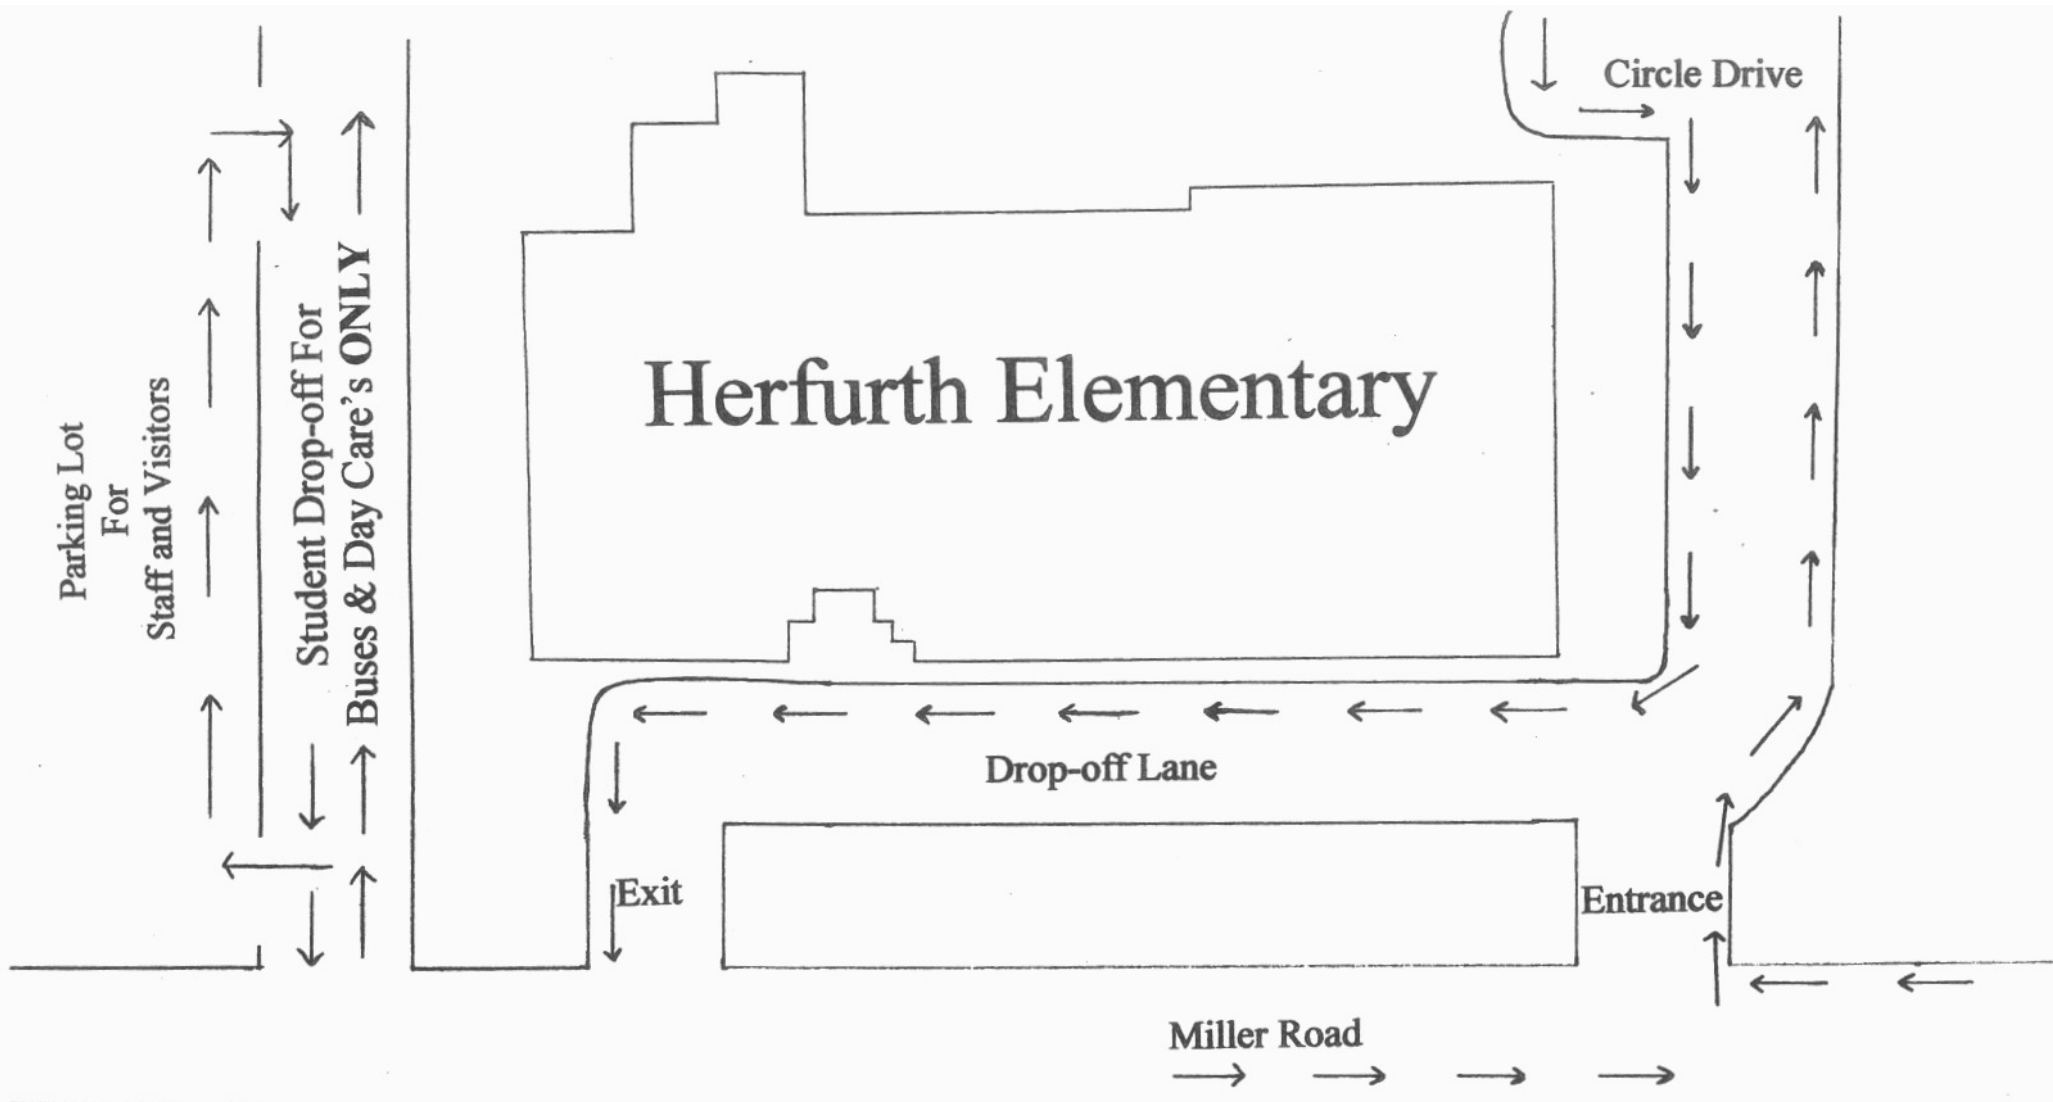 Circle Drive
Parking Lot
For
Staff and Visitors
Student Drop-off For
Buses & Day Care's ONLY
Herfurth Elementary
Drop-off Lane
Exit
Entrance
Miller Road